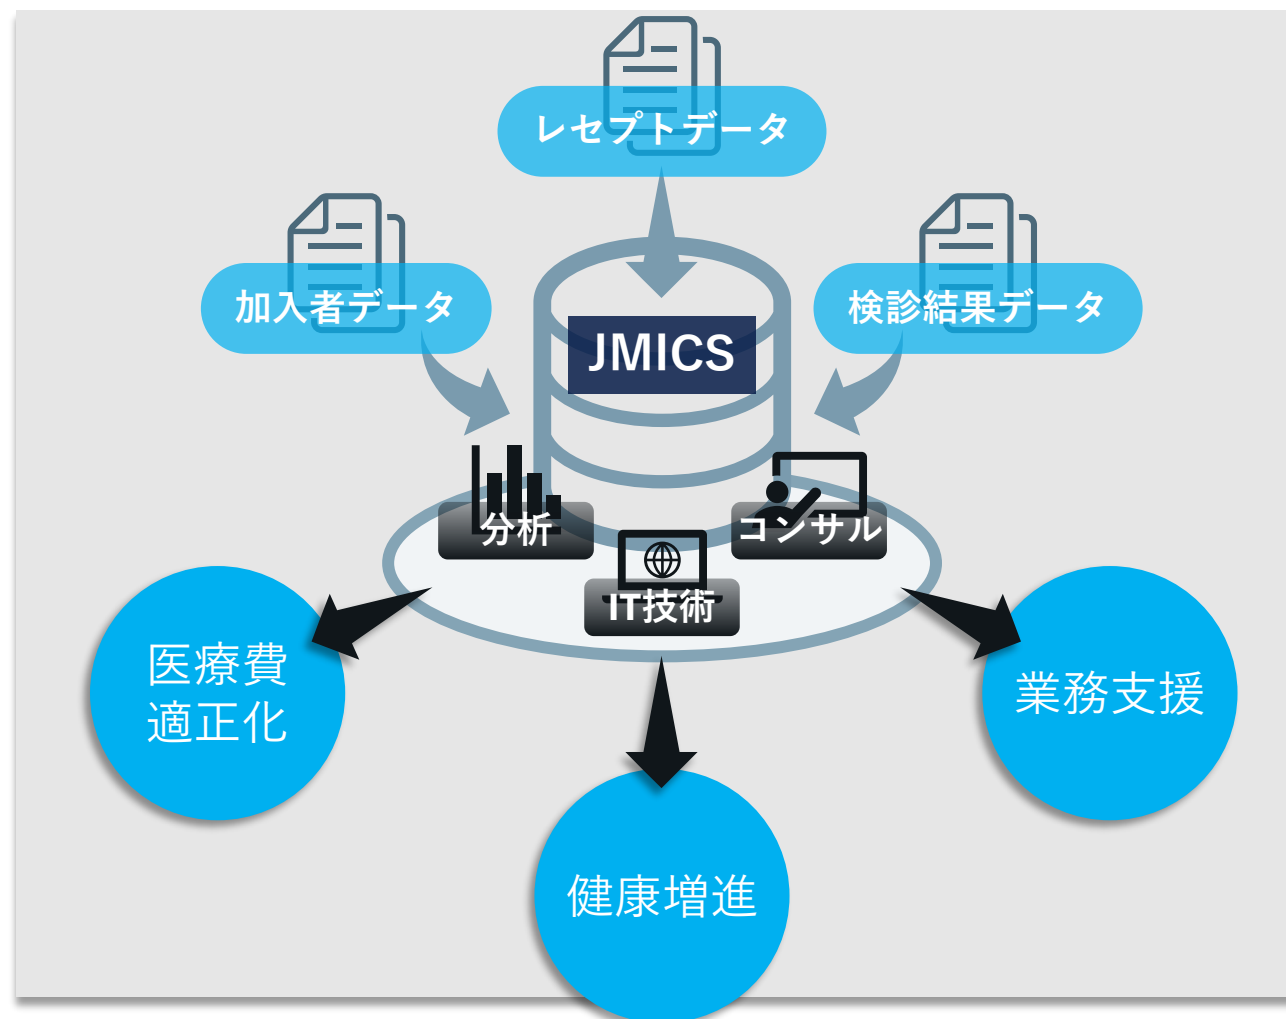 レセプトデータ
加入者データ
検診結果データ
JMICS
分析
コンサル
IT技術
医療費
適正化
業務支援
健康増進